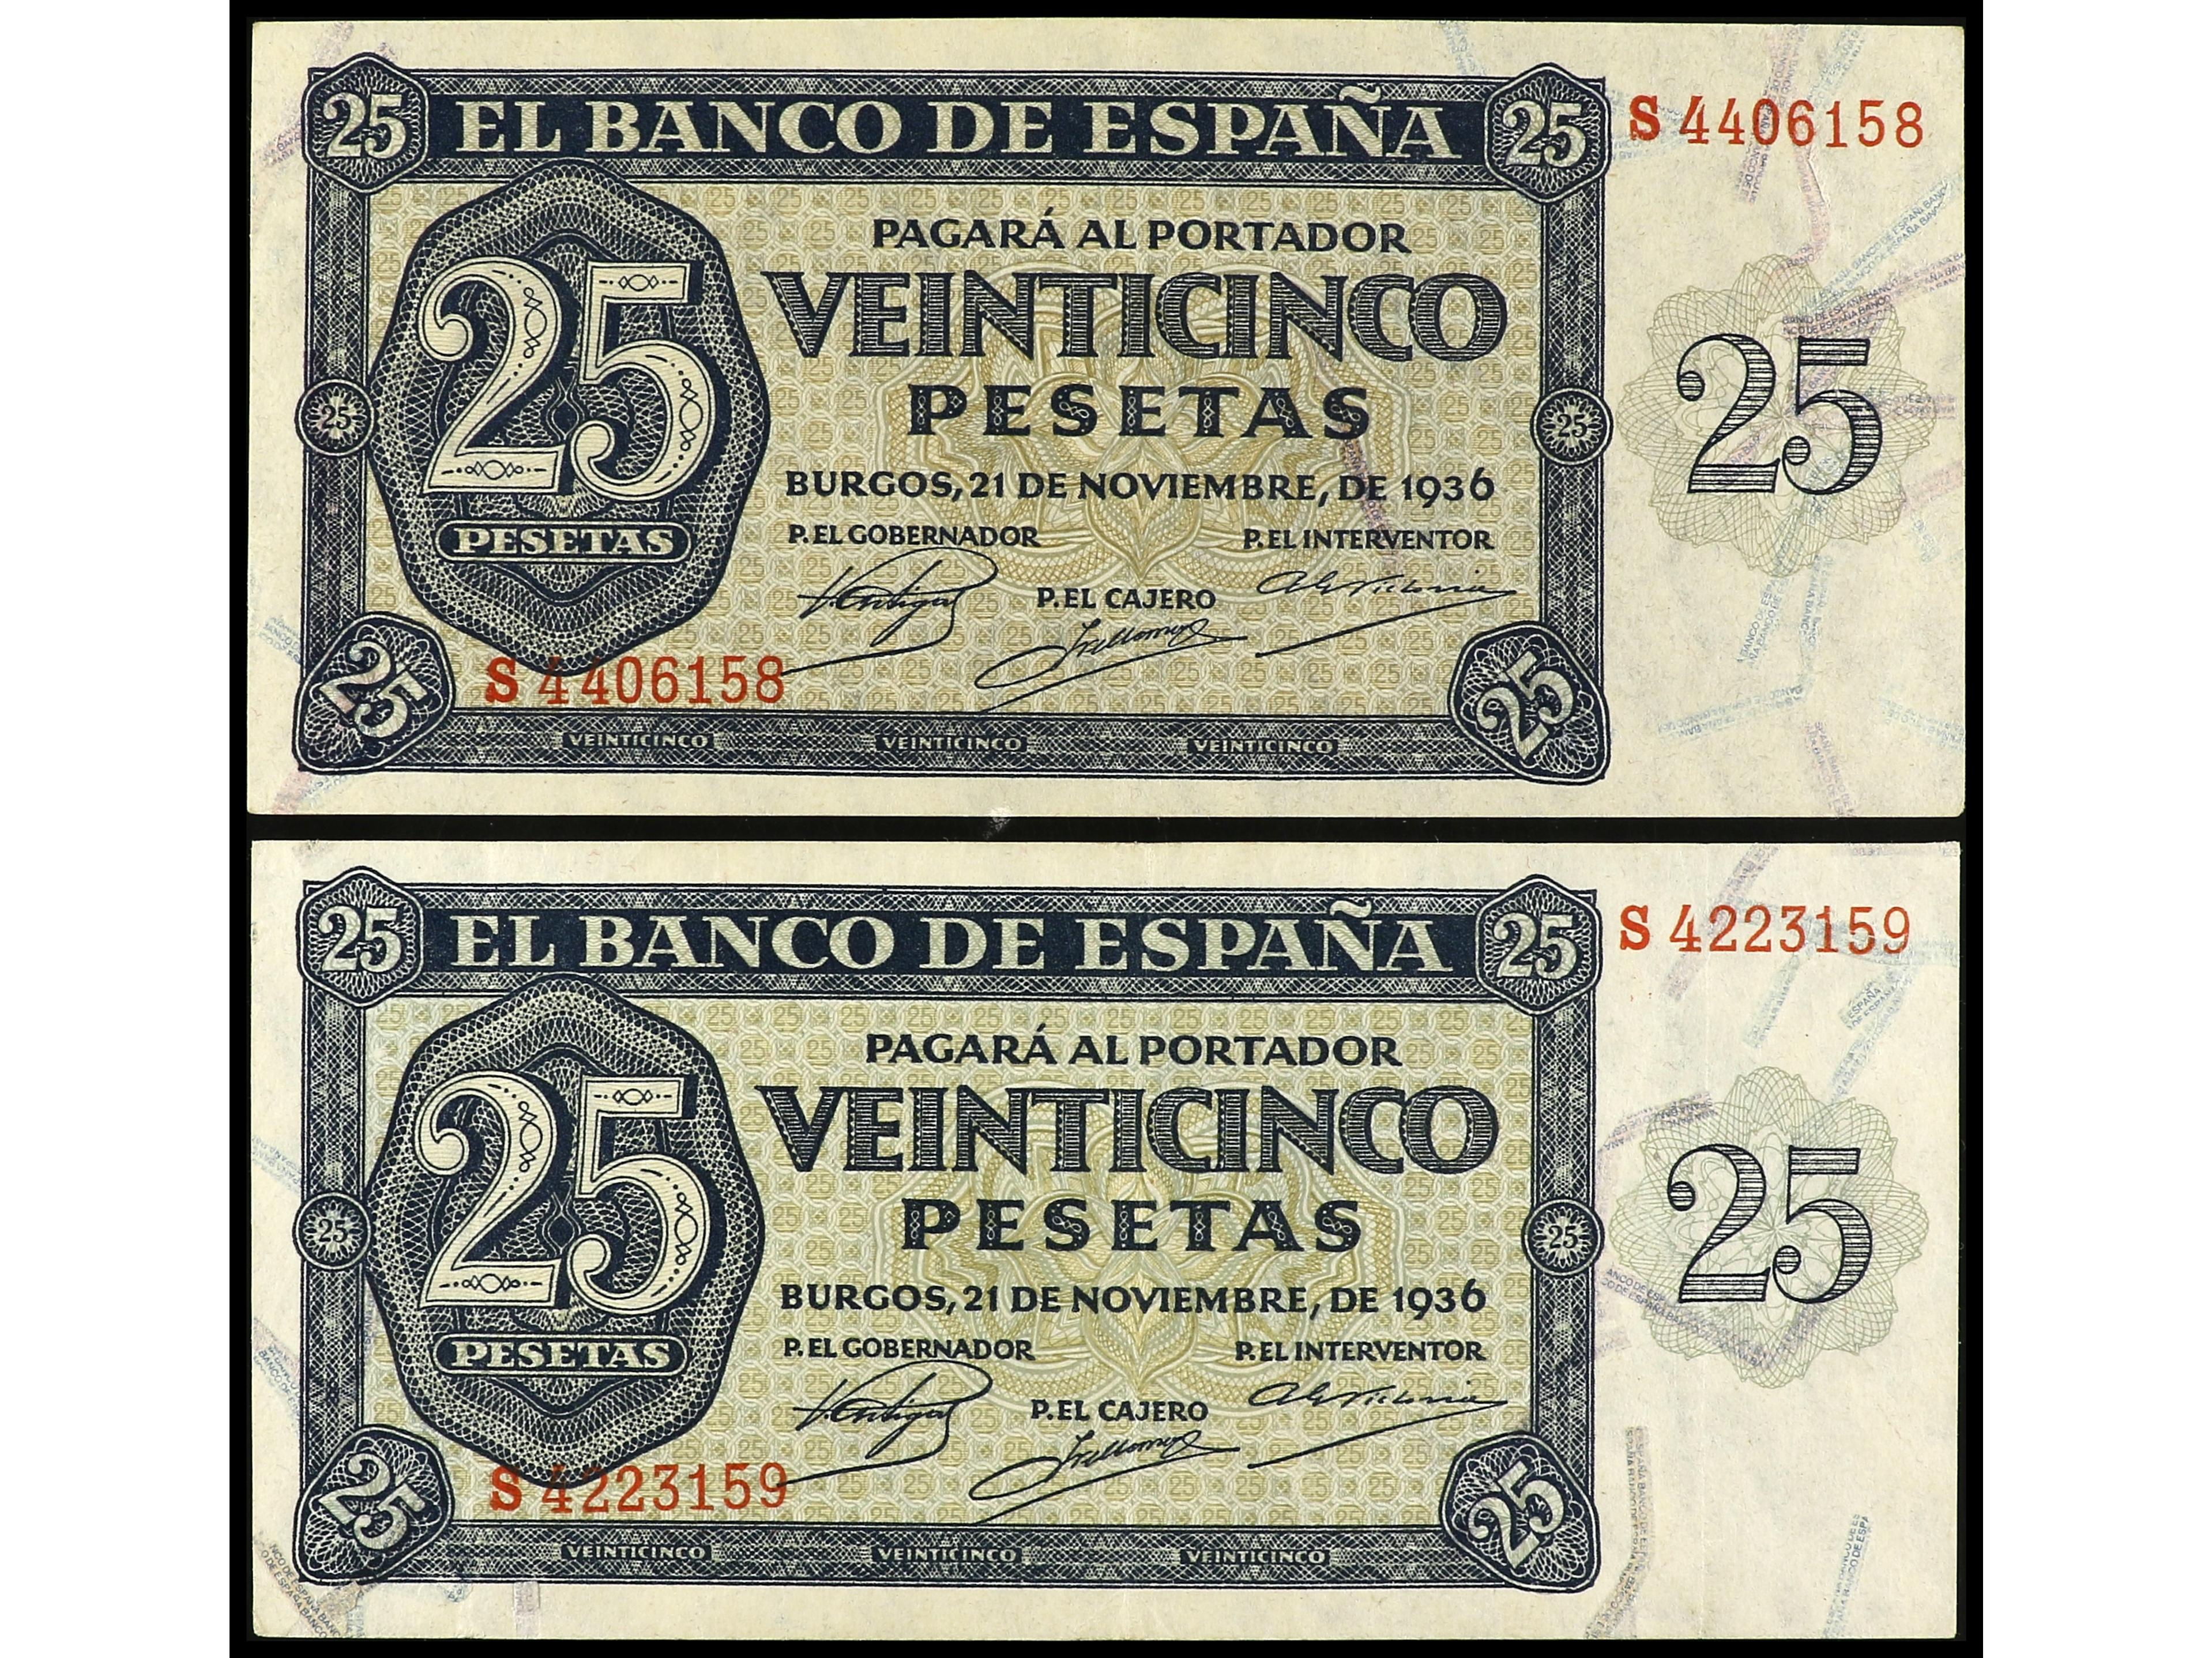 25 EL BANCO DE ESPAÑA 25 S 4406158
PAGARÁ AL PORTADOR
25 VEINTICINCO
PESETAS
25 25 25
BURGOS, 21 DE NOVIEMBRE, DE 1936
PESETAS P. EL GOBERNADOR P. EL INTERVENTOR
P. EL CAJERO
25 S 4406158 25
VEINTICINCO VEINTICINCO VEINTICINCO
25 EL BANCO DE ESPAÑA 25 S 4223159
PAGARÁ AL PORTADOR
25 VEINTICINCO
PESETAS
25 25 25
BURGOS, 21 DE NOVIEMBRE, DE 1936
PESETAS P. EL GOBERNADOR P. EL INTERVENTOR
P. EL CAJERO
25 S 4223159 25
VEINTICINCO VEINTICINCO VEINTICINCO